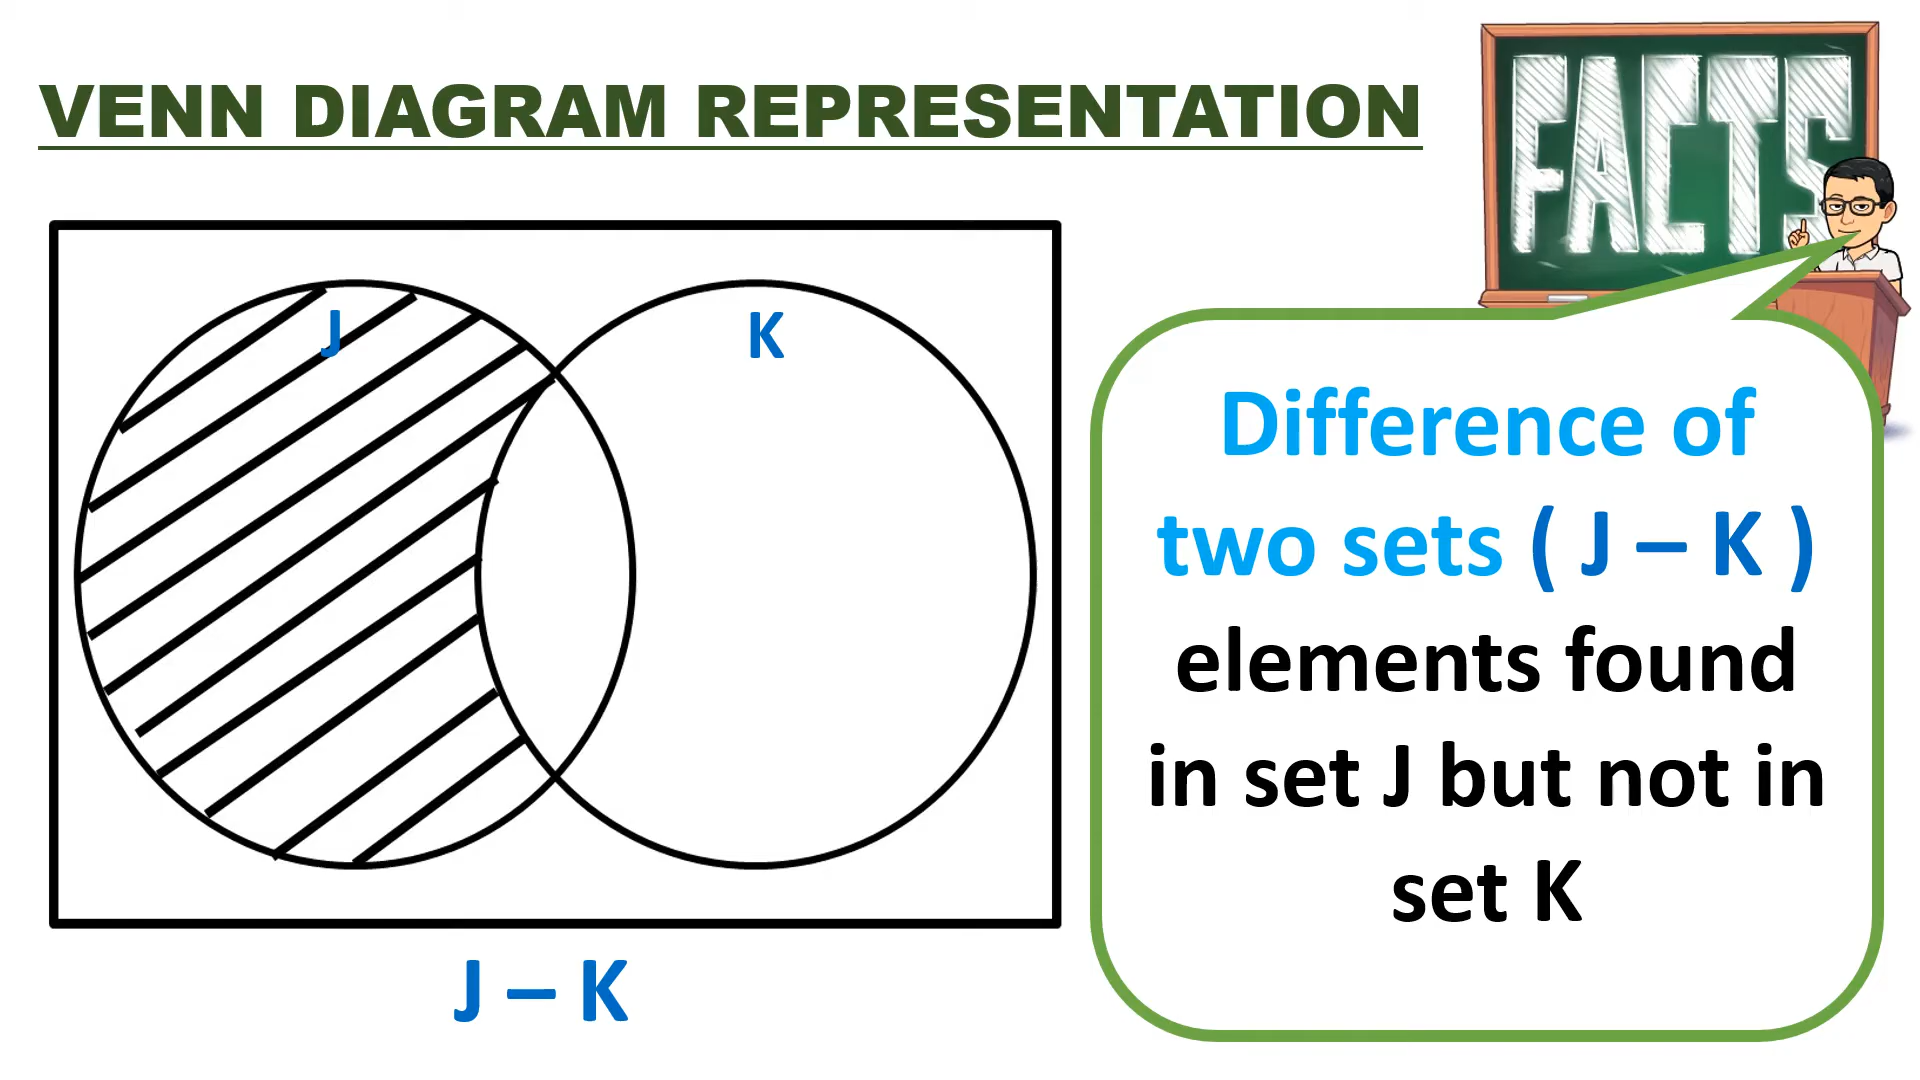 VENN DIAGRAM REPRESENTATION
FACTS
J
K
J – K
Difference of
two sets ( J – K )
elements found
in set J but not in
set K